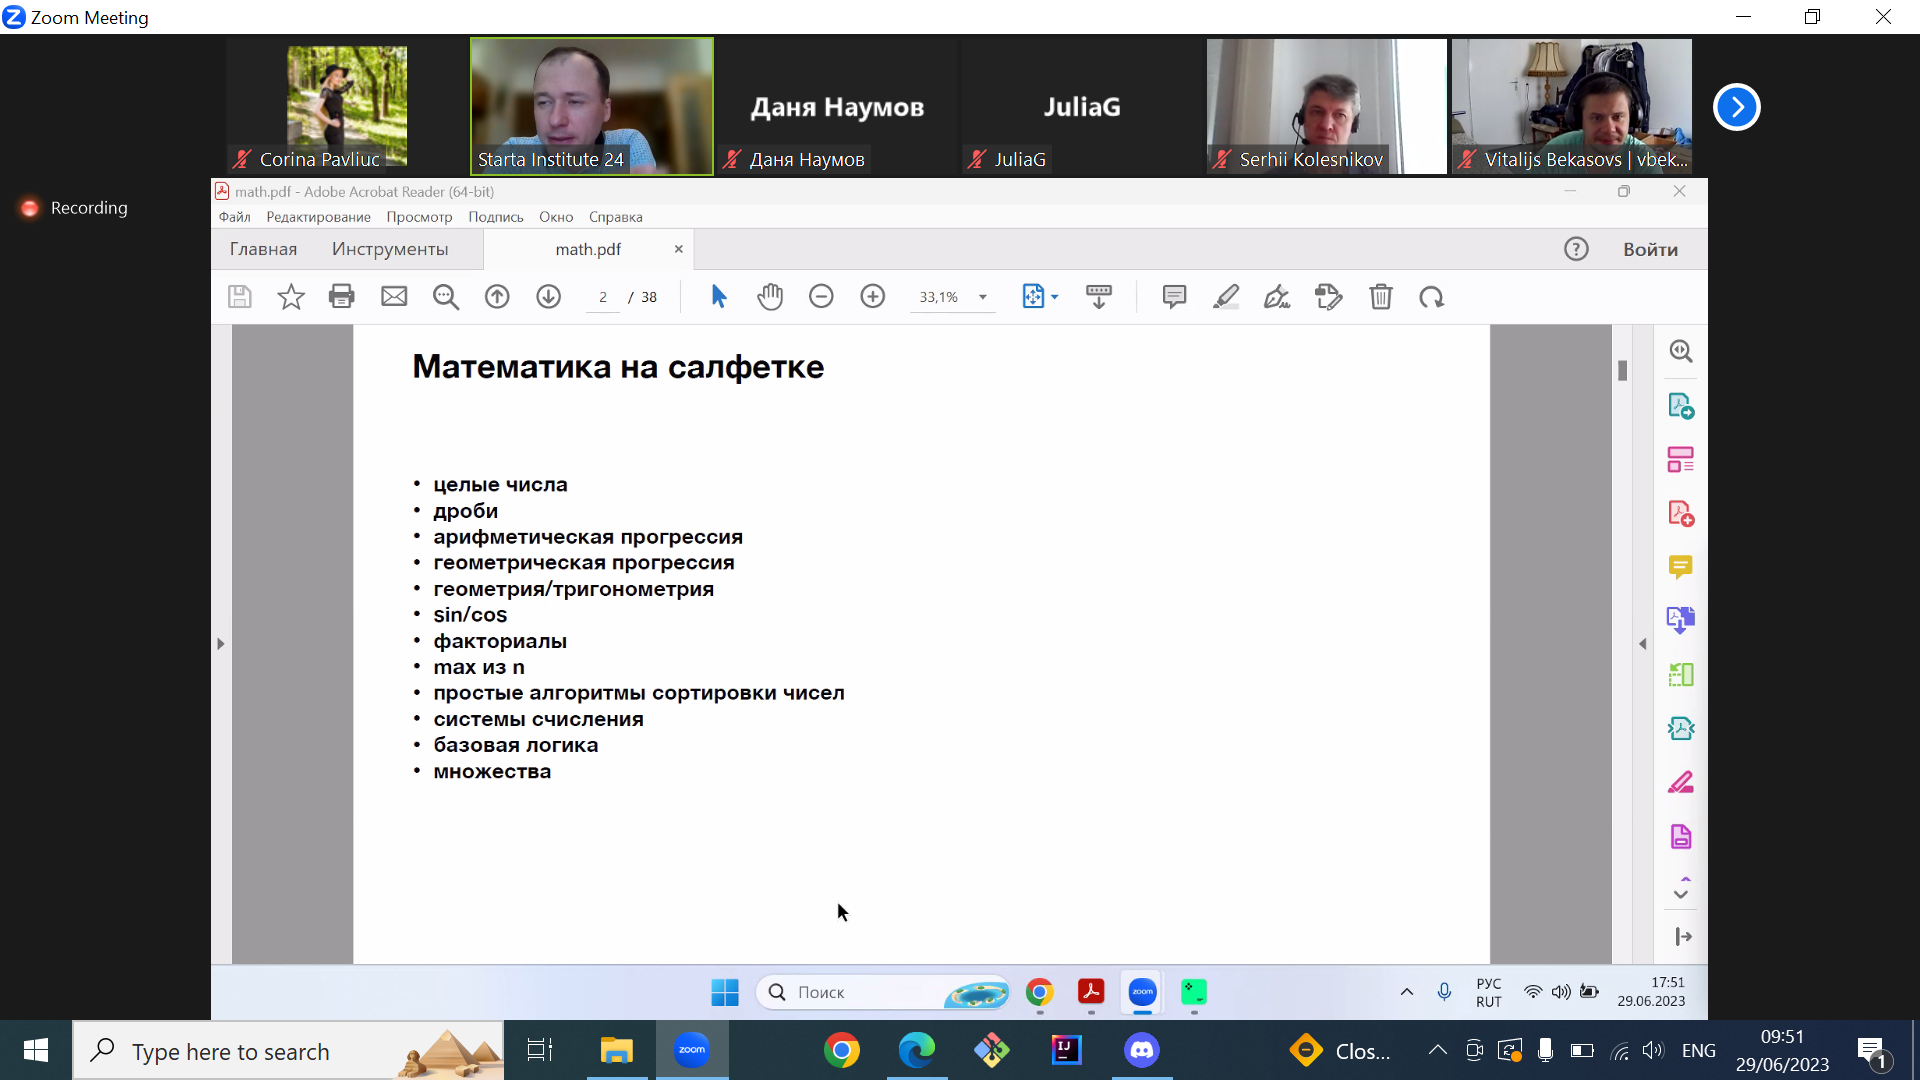 Zoom Meeting
Даня Наумов
JuliaG
Corina Pavliuc
Starta Institute 24
Даня Наумов
JuliaG
Serhii Kolesnikov
Vitalijs Bekasovs | vbek...
Recording
math.pdf - Adobe Acrobat Reader (64-bit)
Файл Редактирование Просмотр Подпись Окно Справка
Главная Инструменты math.pdf Войти
2 / 38 33,1%
Математика на салфетке
• целые числа
• дроби
• арифметическая прогрессия
• геометрическая прогрессия
• геометрия/тригонометрия
• sin/cos
• факториалы
• max из n
• простые алгоритмы сортировки чисел
• системы счисления
• базовая логика
• множества
Поиск
zoom
РУС
RUT
17:51
29.06.2023
Type here to search
zoom
IJ
Clos...
ENG
09:51
29/06/2023
1